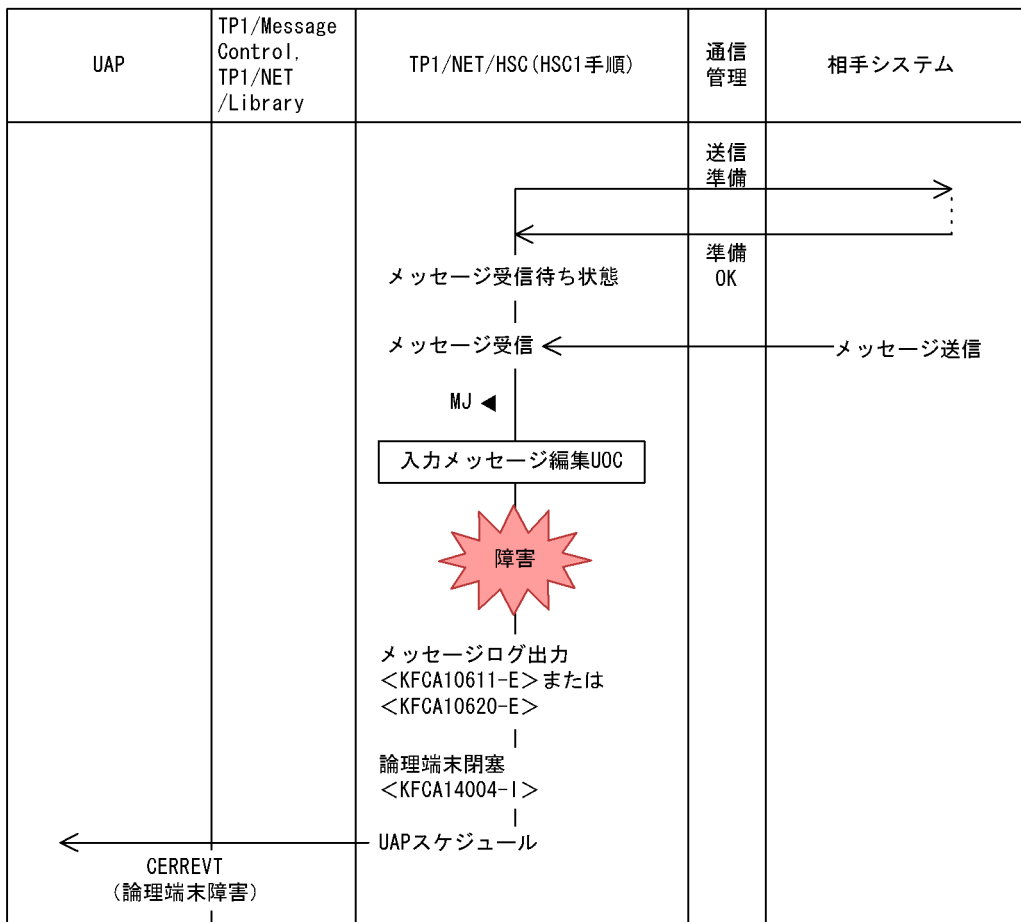 UAP
TP1/Message
Control,
TP1/NET
/Library
TP1/NET/HSC(HSC1手順)
通信
管理
相手システム
送信
準備
準備
OK
メッセージ受信待ち状態
メッセージ受信
メッセージ送信
MJ
入力メッセージ編集UOC
障害
メッセージログ出力
<KFCA10611-E>または
<KFCA10620-E>
論理端末閉塞
<KFCA14004-I>
UAPスケジュール
CERREVT
(論理端末障害)